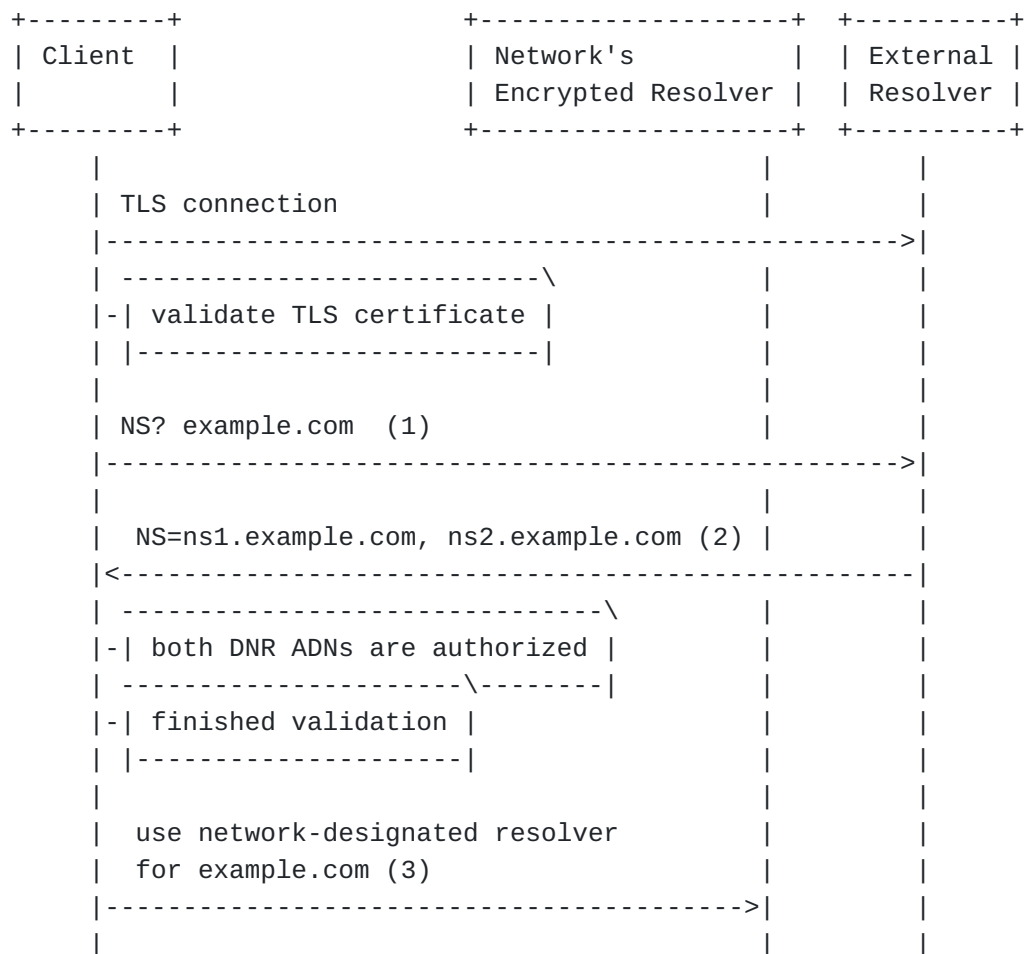 Client
Network's
External
Encrypted Resolver
Resolver
TLS connection
validate TLS certificate
NS? example.com (1)
NS=ns1.example.com, ns2.example.com (2)
both DNR ADNs are authorized
finished validation
use network-designated resolver
for example.com (3)